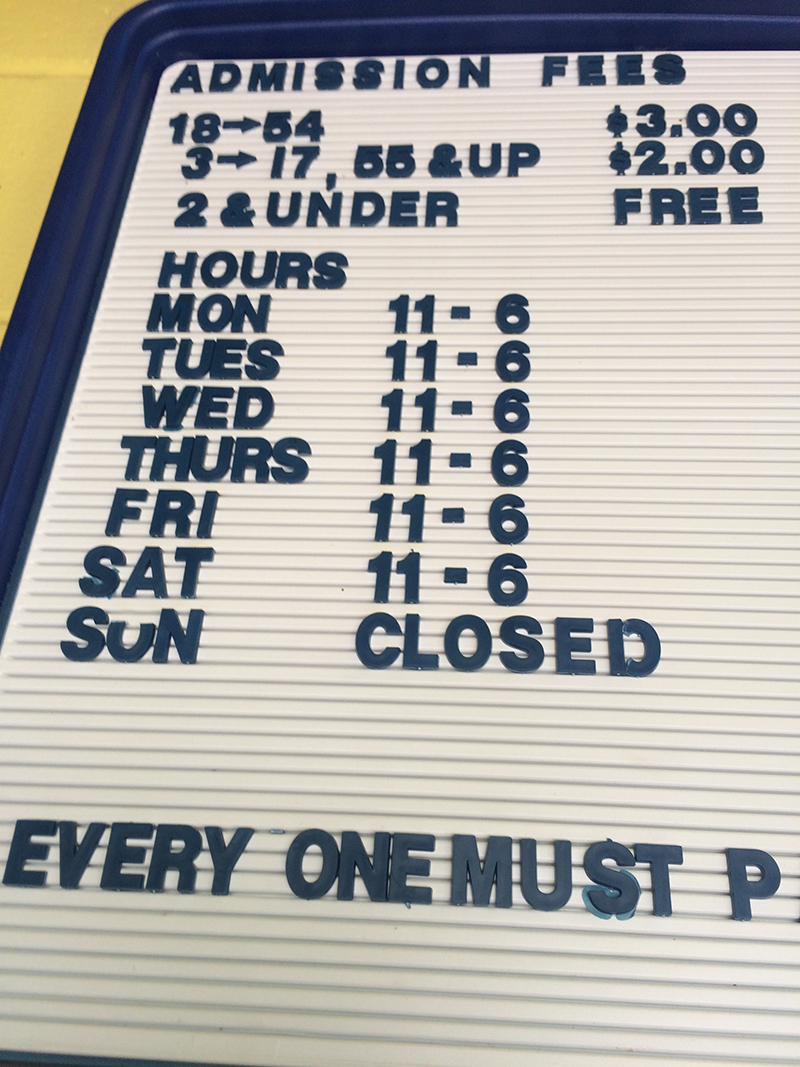 ADMISSION FEES
18→54 $3.00
3→17, 55 & UP $2.00
2 & UNDER FREE
HOURS
MON 11-6
TUES 11-6
WED 11-6
THURS 11-6
FRI 11-6
SAT 11-6
SUN CLOSED
EVERY ONE MUST